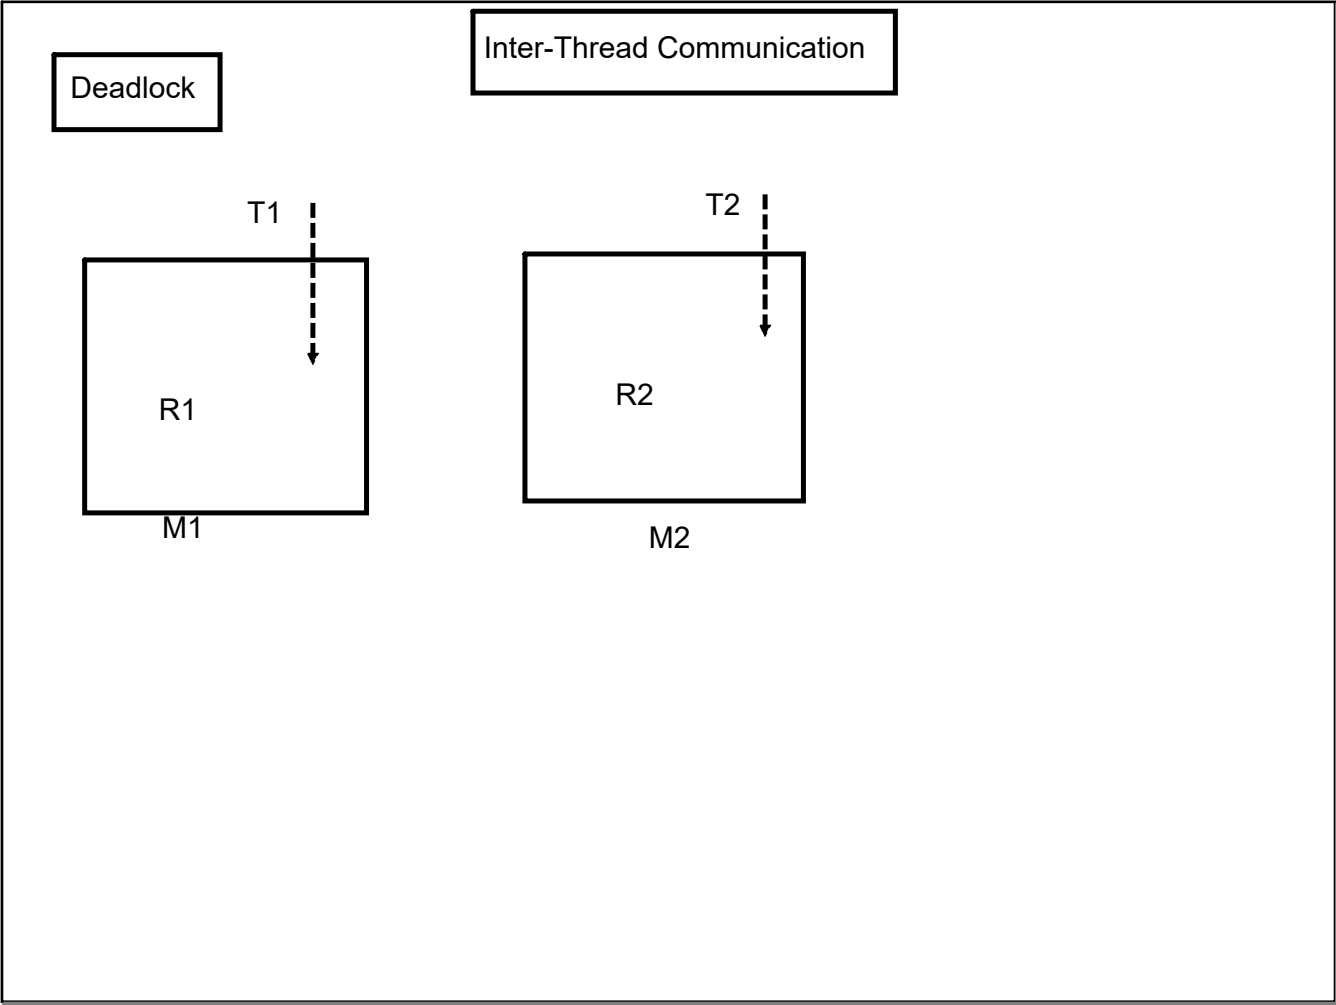 Inter-Thread Communication
Deadlock
T1
T2
R1
R2
M1
M2